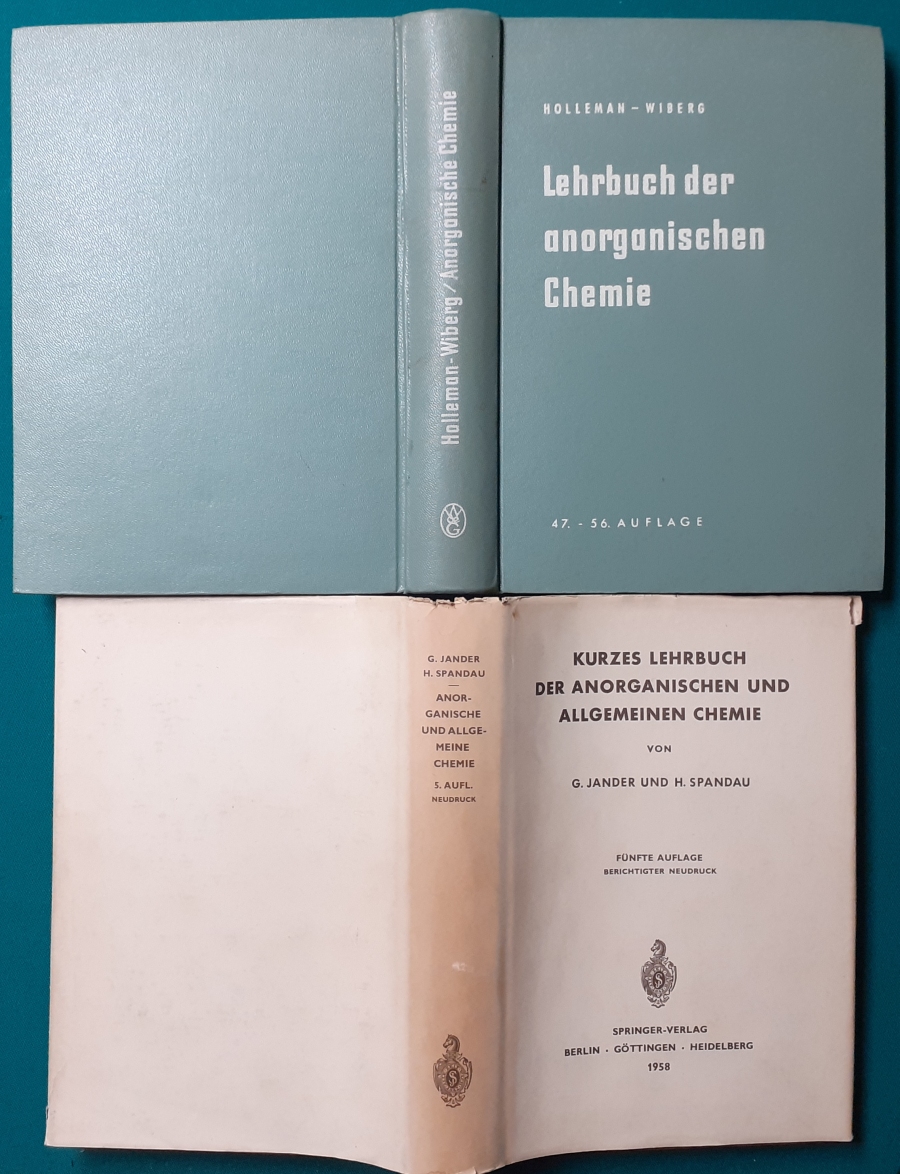 Holleman-Wiberg / Anorganische Chemie
W
& G
HOLLEMAN – WIBERG
Lehrbuch der
anorganischen
Chemie
47. - 56. AUFLAGE
G. JANDER
H. SPANDAU
ANOR-
GANISCHE
UND ALLGE-
MEINE
CHEMIE
5. AUFL.
NEUDRUCK
S
KURZES LEHRBUCH
DER ANORGANISCHEN UND
ALLGEMEINEN CHEMIE
VON
G. JANDER UND H. SPANDAU
FÜNFTE AUFLAGE
BERICHTIGTER NEUDRUCK
S
SPRINGER-VERLAG
BERLIN · GÖTTINGEN · HEIDELBERG
1958